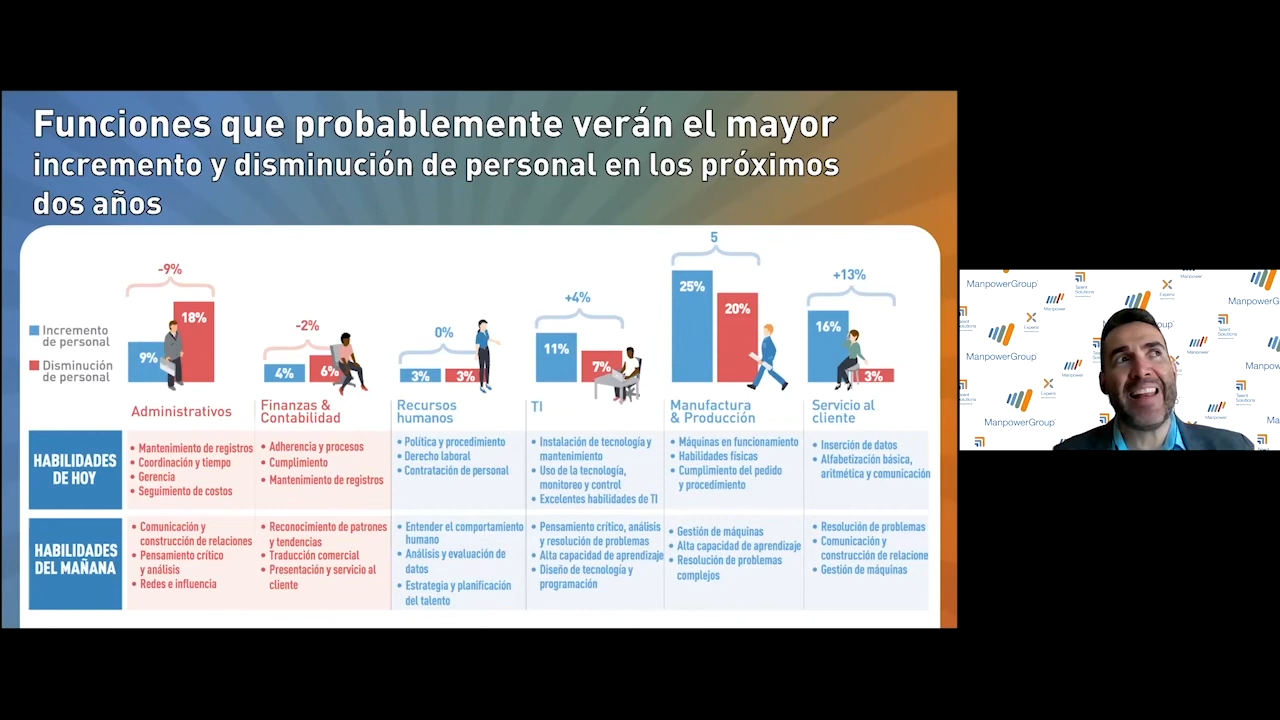 Funciones que probablemente verán el mayor
incremento y disminución de personal en los próximos
dos años
Incremento
de personal
Disminución
de personal
-9%
9%
18%
-2%
4%
6%
0%
3%
3%
+4%
11%
7%
5
25%
20%
+13%
16%
3%
Administrativos
Finanzas &
Contabilidad
Recursos
humanos
TI
Manufactura
& Producción
Servicio al
cliente
HABILIDADES
DE HOY
• Mantenimiento de registros
• Coordinación y tiempo
• Gerencia
• Seguimiento de costos
• Adherencia y procesos
• Cumplimiento
• Mantenimiento de registros
• Política y procedimiento
• Derecho laboral
• Contratación de personal
• Instalación de tecnología y
mantenimiento
• Uso de la tecnología,
monitoreo y control
• Excelentes habilidades de TI
• Máquinas en funcionamiento
• Habilidades físicas
• Cumplimiento del pedido
y procedimiento
• Inserción de datos
• Alfabetización básica,
aritmética y comunicación
HABILIDADES
DEL MAÑANA
• Comunicación y
construcción de relaciones
• Pensamiento crítico
y análisis
• Redes e influencia
• Reconocimiento de patrones
y tendencias
• Traducción comercial
• Presentación y servicio al
cliente
• Entender el comportamiento
humano
• Análisis y evaluación de
datos
• Estrategia y planificación
del talento
• Pensamiento crítico, análisis
y resolución de problemas
• Alta capacidad de aprendizaje
• Diseño de tecnología y
programación
• Gestión de máquinas
• Alta capacidad de aprendizaje
• Resolución de problemas
complejos
• Resolución de problemas
• Comunicación y
construcción de relacione
• Gestión de máquinas
ManpowerGroup
Talent
Solutions
Experis
Manpower
ManpowerGroup
ManpowerGroup
ManpowerGroup